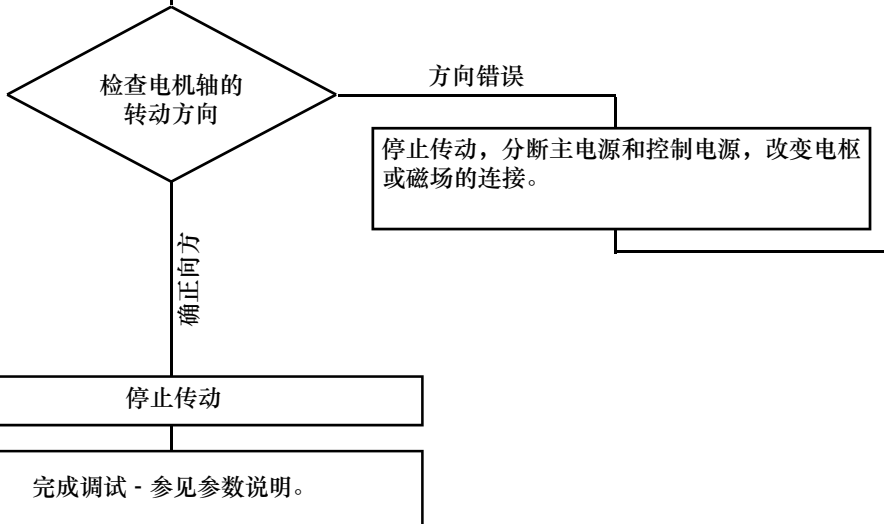 检查电机轴的
转动方向
方向错误
停止传动，分断主电源和控制电源，改变电枢
或磁场的连接。
方向正确
停止传动
完成调试 - 参见参数说明。